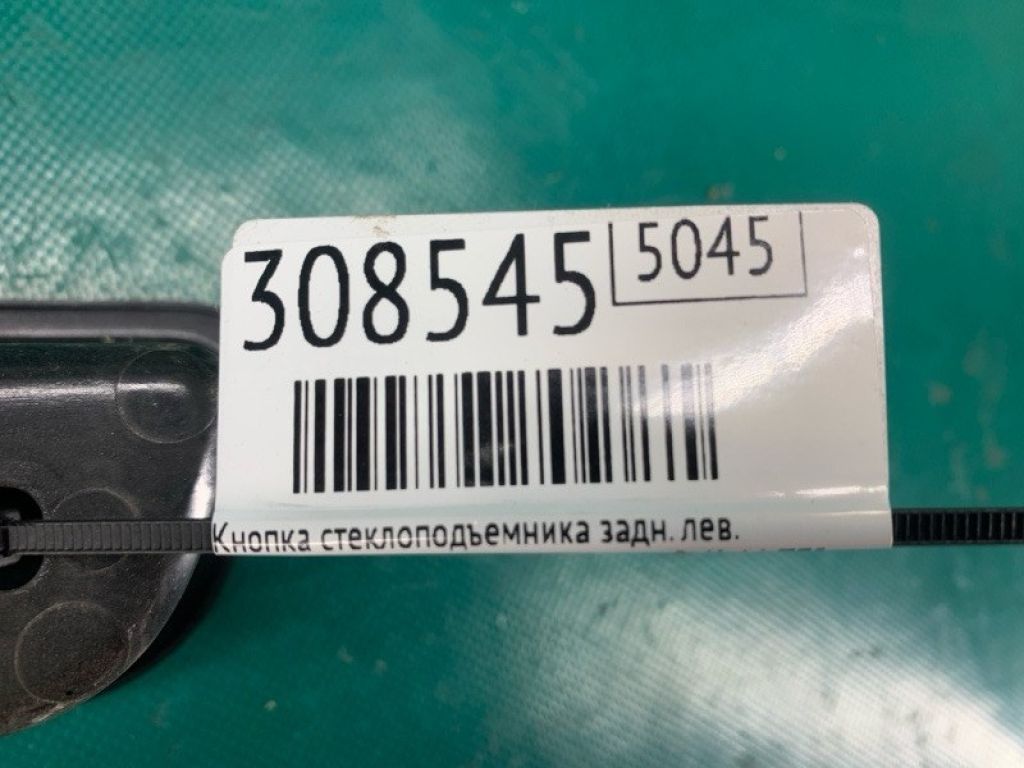 308545 5045
Кнопка стеклоподъемника задн. лев.